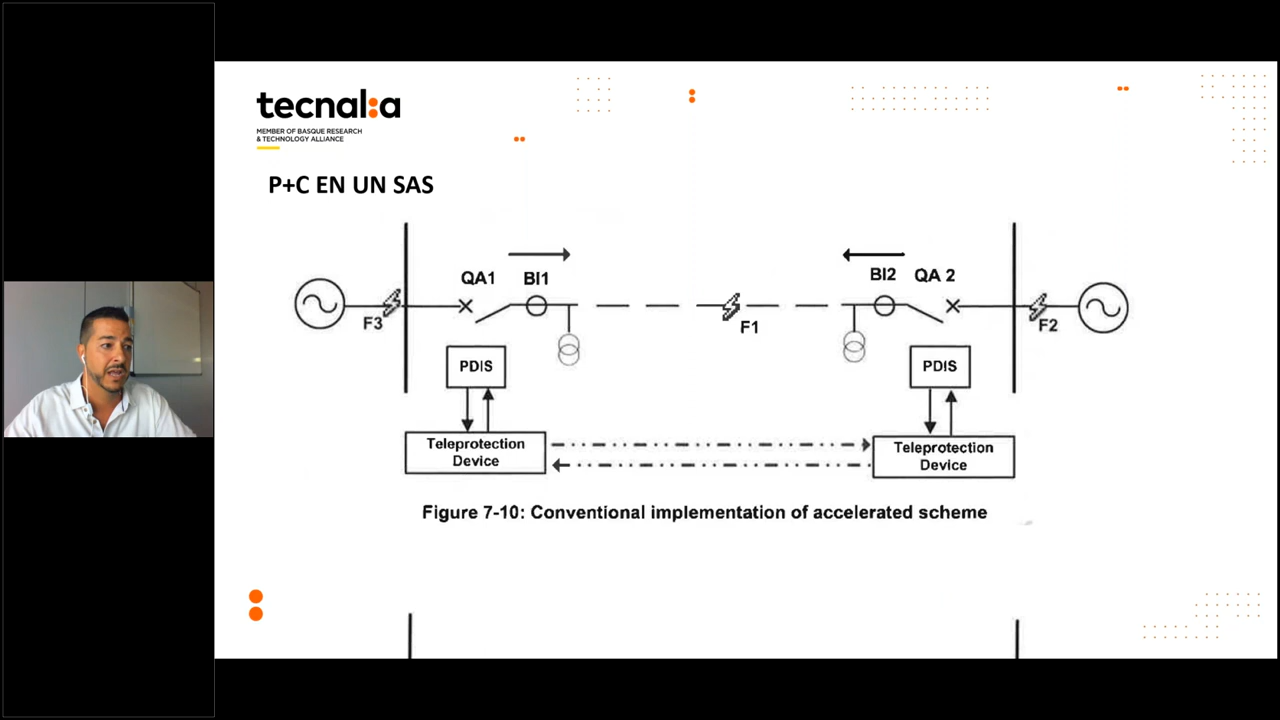 tecnal:a
MEMBER OF BASQUE RESEARCH
& TECHNOLOGY ALLIANCE
P+C EN UN SAS
QA1
BI1
BI2
QA 2
F3
F1
F2
PDIS
PDIS
Teleprotection
Device
Teleprotection
Device
Figure 7-10: Conventional implementation of accelerated scheme